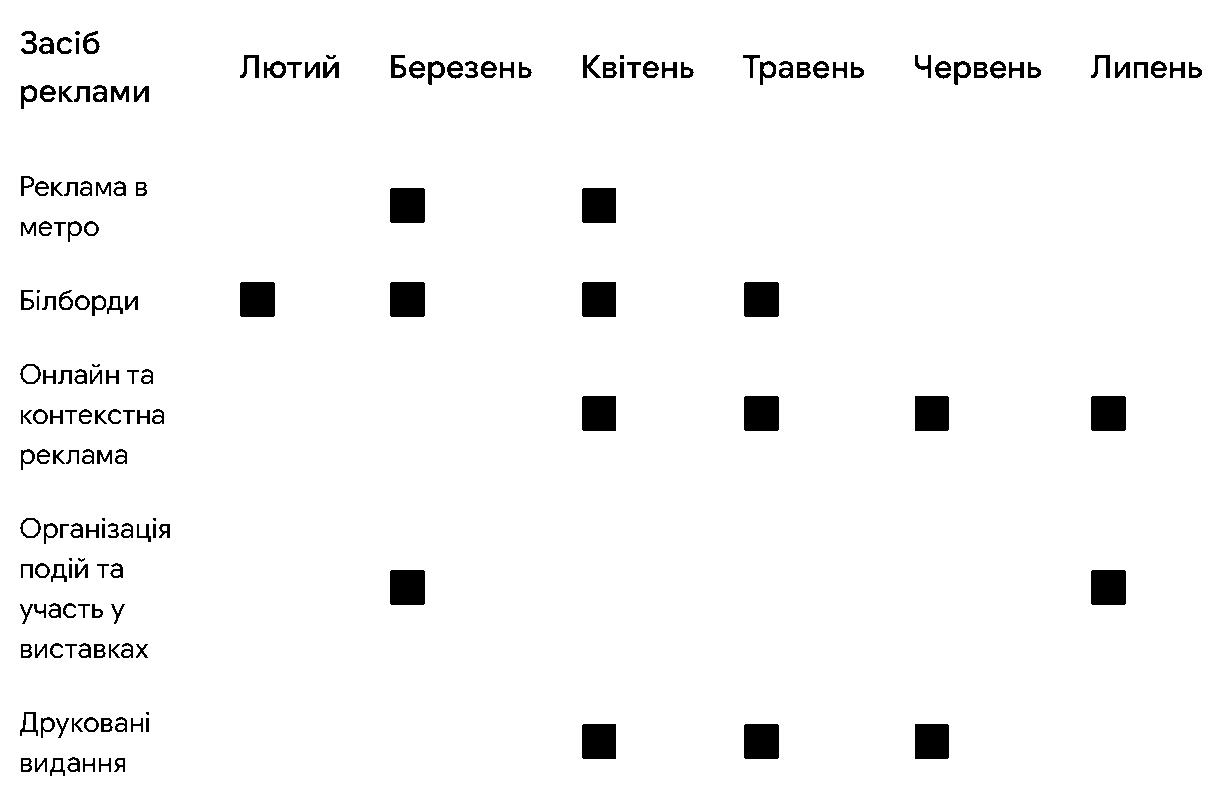 Засіб
реклами
Лютий Березень Квітень Травень Червень Липень
Реклама в
метро
Білборди
Онлайн та
контекстна
реклама
Організація
подій та
участь у
виставках
Друковані
видання